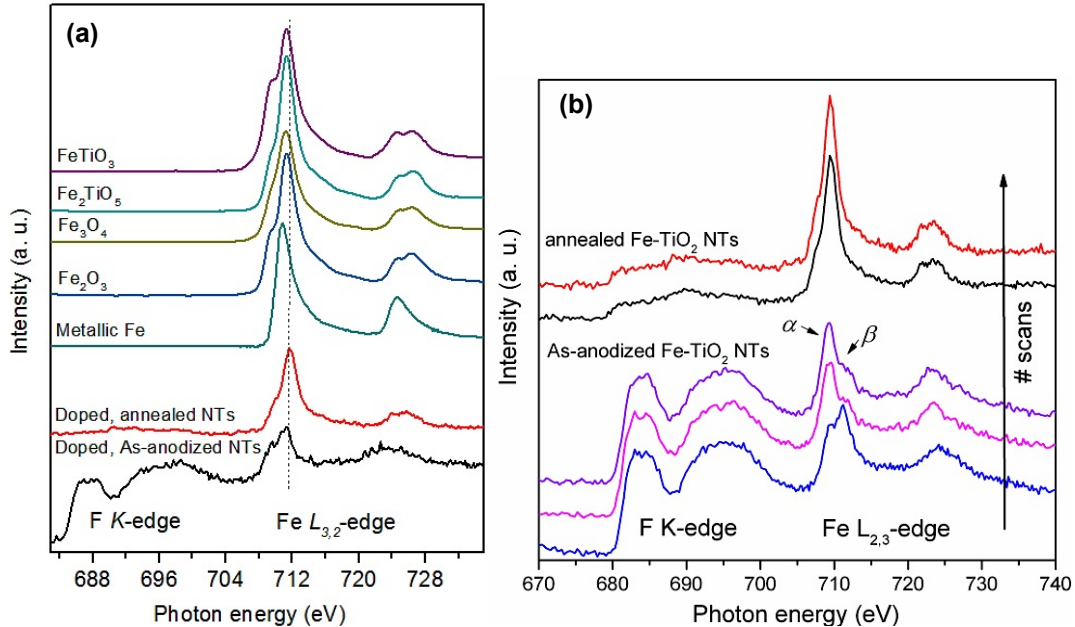 (a)
FeTiO3
Fe2TiO5
Fe3O4
Fe2O3
Metallic Fe
Doped, annealed NTs
Doped, As-anodized NTs
F K-edge
Fe L3,2-edge
688 696 704 712 720 728
Photon energy (eV)
Intensity (a. u.)
(b)
annealed Fe-TiO2 NTs
α
β
As-anodized Fe-TiO2 NTs
# scans
F K-edge
Fe L2,3-edge
670 680 690 700 710 720 730 740
Photon energy (eV)
Intensity (a. u.)